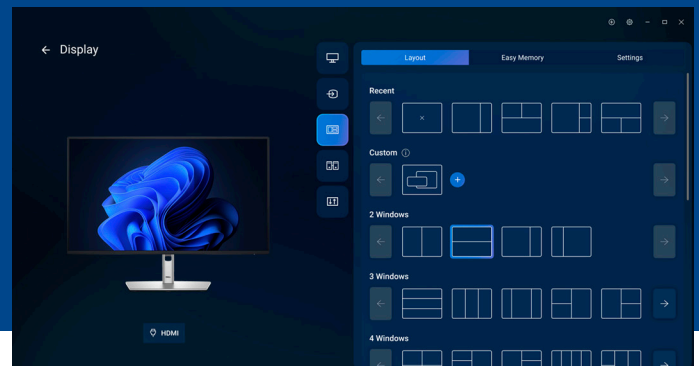 Display
HDMI
Layout
Easy Memory
Settings
Recent
Custom
2 Windows
3 Windows
4 Windows